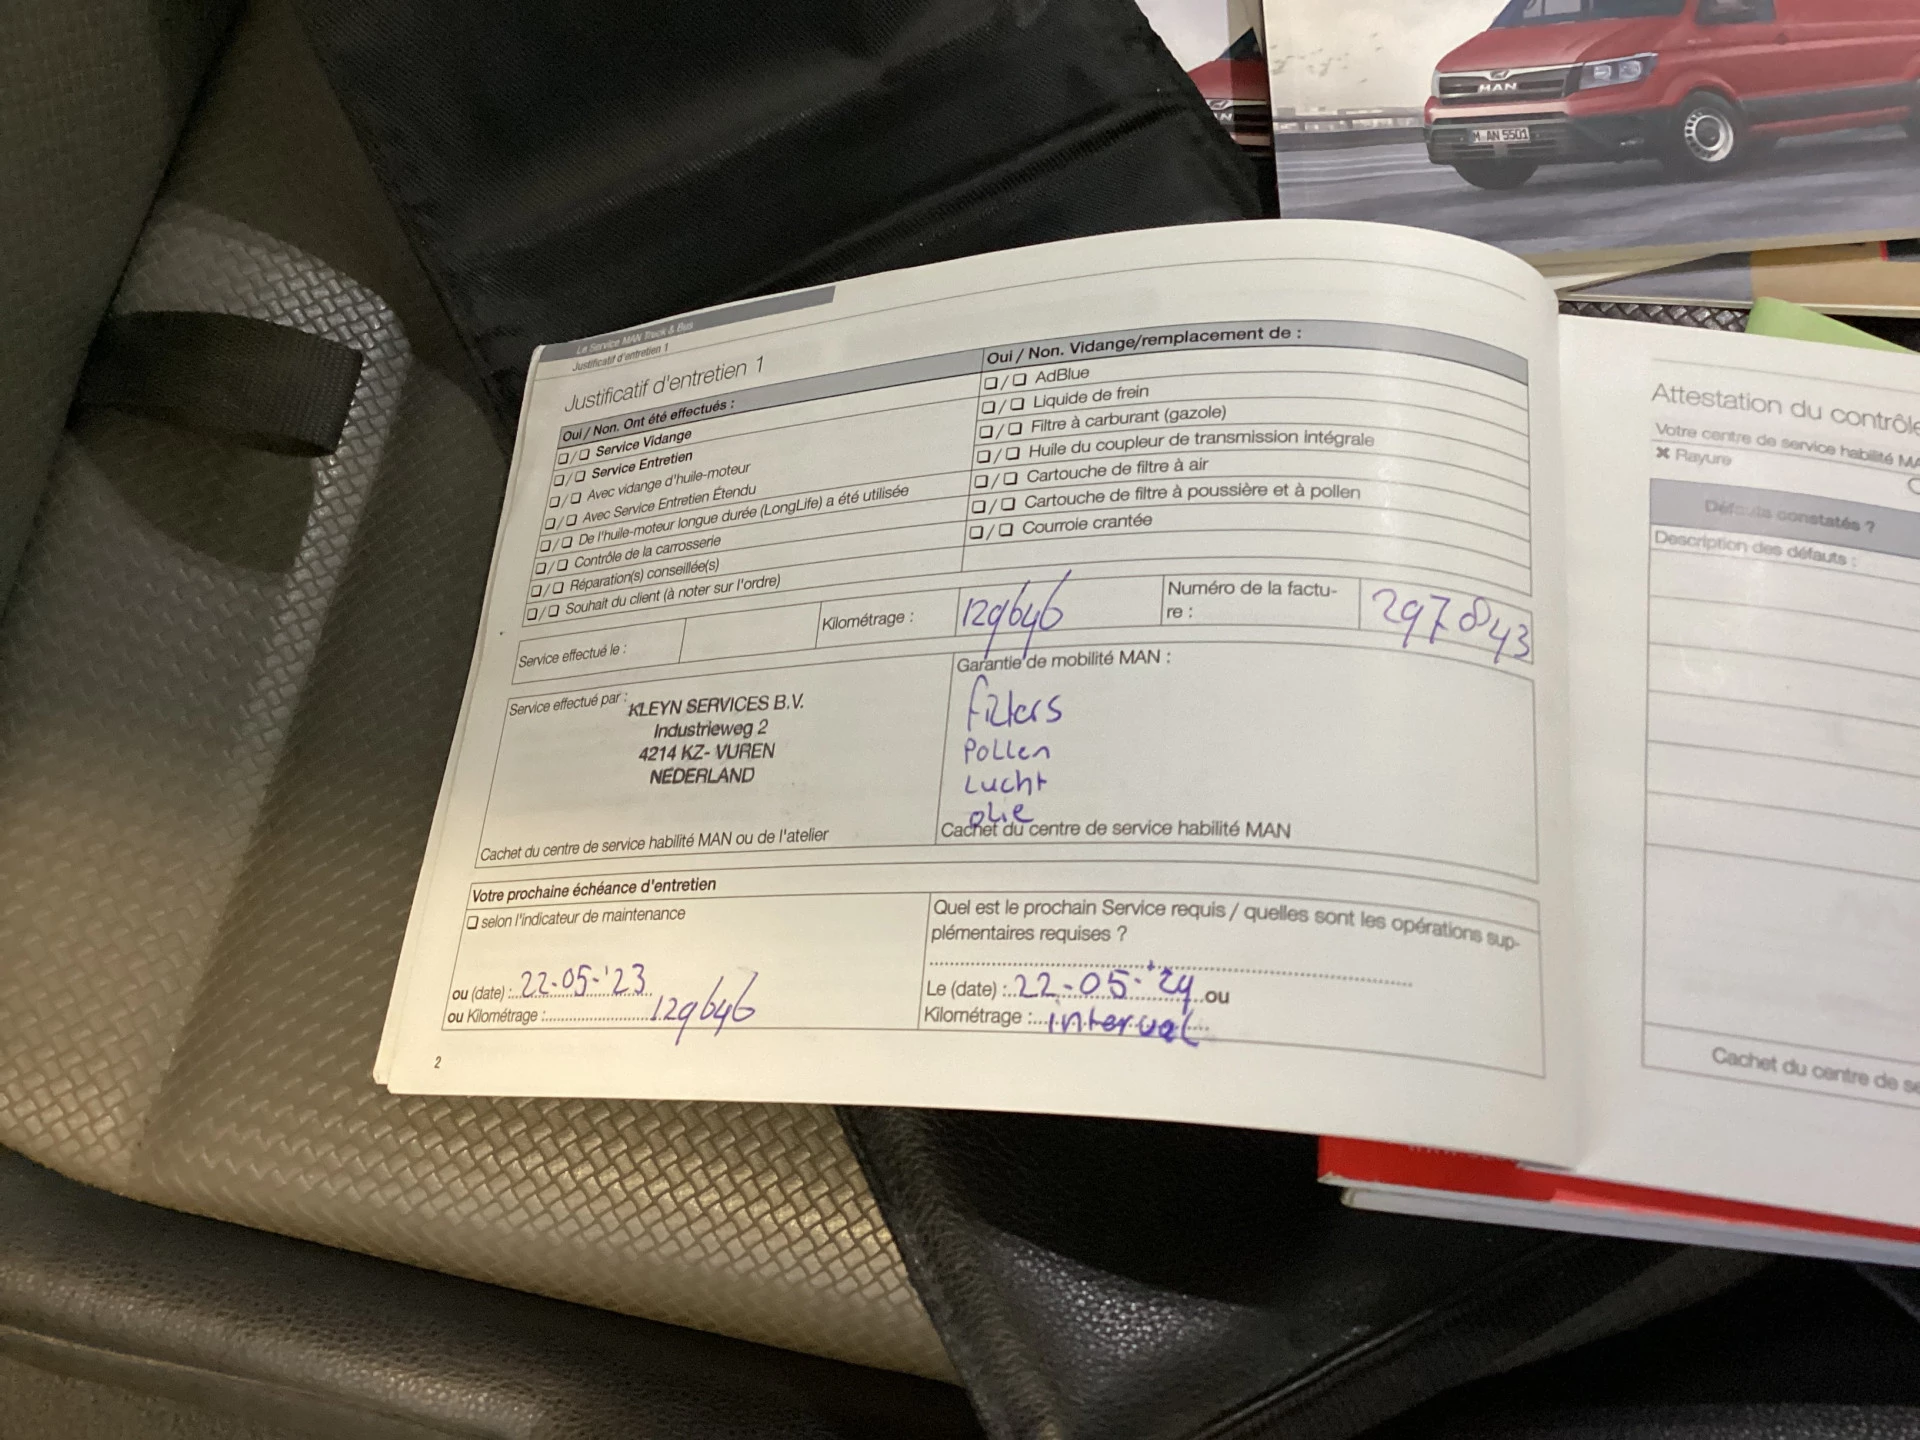 MAN
M AN 5501
Le Service MAN Truck & Bus
Justificatif d'entretien 1
Justificatif d'entretien 1
Oui / Non. Ont été effectués :
❏/❏ Service Vidange
❏/❏ Service Entretien
❏/❏ Avec vidange d'huile-moteur
❏/❏ Avec Service Entretien Étendu
❏/❏ De l'huile-moteur longue durée (LongLife) a été utilisée
❏/❏ Contrôle de la carrosserie
❏/❏ Réparation(s) conseillée(s)
❏/❏ Souhait du client (à noter sur l'ordre)
Oui / Non. Vidange/remplacement de :
❏/❏ AdBlue
❏/❏ Liquide de frein
❏/❏ Filtre à carburant (gazole)
❏/❏ Huile du coupleur de transmission intégrale
❏/❏ Cartouche de filtre à air
❏/❏ Cartouche de filtre à poussière et à pollen
❏/❏ Courroie crantée
Service effectué le :
Kilométrage : 129646
Numéro de la factu-
re : 297843
Service effectué par : KLEYN SERVICES B.V.
Industrieweg 2
4214 KZ- VUREN
NEDERLAND
Cachet du centre de service habilité MAN ou de l'atelier
Garantie de mobilité MAN :
filters
Pollen
Lucht
olie
Cachet du centre de service habilité MAN
Votre prochaine échéance d'entretien
❏ selon l'indicateur de maintenance
ou (date) : 22-05-'23
ou Kilométrage : 129646
Quel est le prochain Service requis / quelles sont les opérations sup-
plémentaires requises ?
Le (date) : 22-05-'24 ou
Kilométrage : interval
2
Attestation du contrôle
Votre centre de service habilité MA
✖ Rayure
Défauts constatés ?
Description des défauts :
Cachet du centre de se